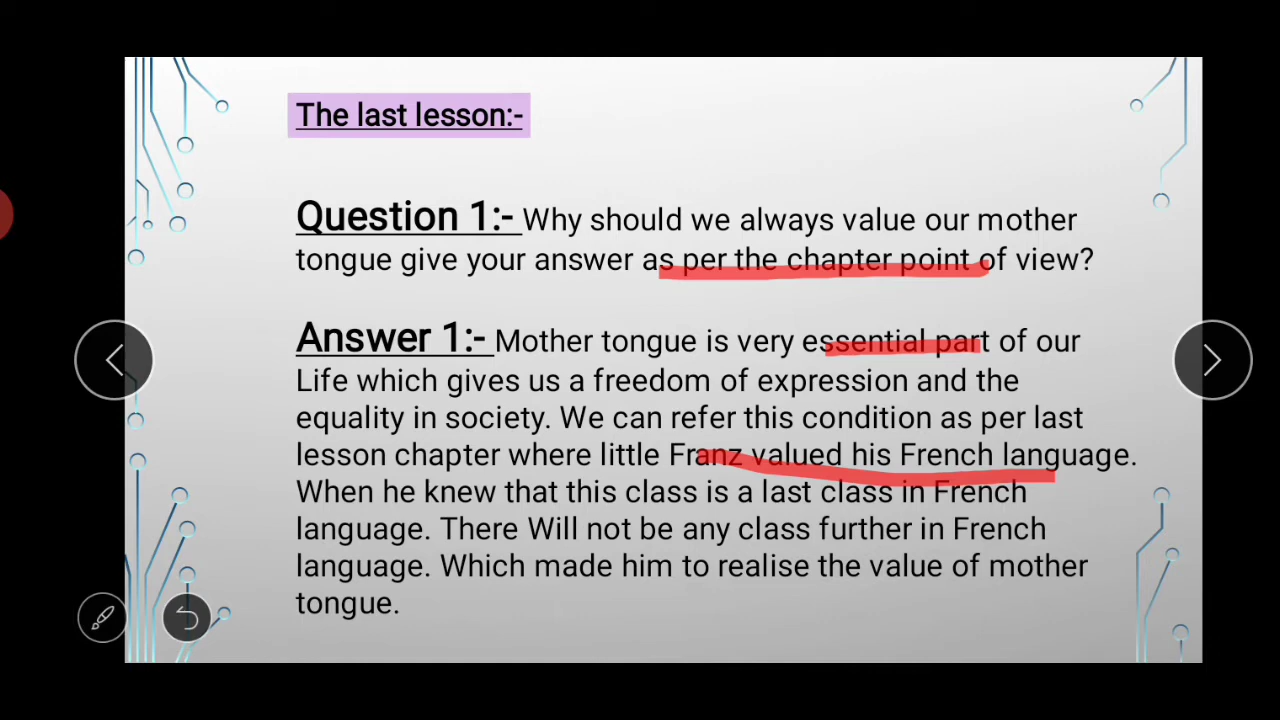 The last lesson:-
Question 1:- Why should we always value our mother
tongue give your answer as per the chapter point of view?
Answer 1:- Mother tongue is very essential part of our
Life which gives us a freedom of expression and the
equality in society. We can refer this condition as per last
lesson chapter where little Franz valued his French language.
When he knew that this class is a last class in French
language. There Will not be any class further in French
language. Which made him to realise the value of mother
tongue.